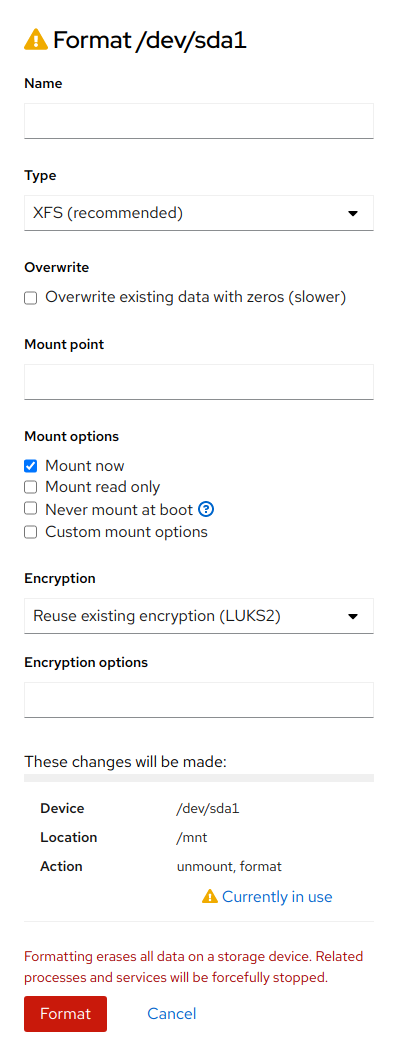 Format /dev/sda1
Name
Type
XFS (recommended)
Overwrite
Overwrite existing data with zeros (slower)
Mount point
Mount options
Mount now
Mount read only
Never mount at boot ?
Custom mount options
Encryption
Reuse existing encryption (LUKS2)
Encryption options
These changes will be made:
Device /dev/sda1
Location /mnt
Action unmount, format
Currently in use
Formatting erases all data on a storage device. Related
processes and services will be forcefully stopped.
Format Cancel